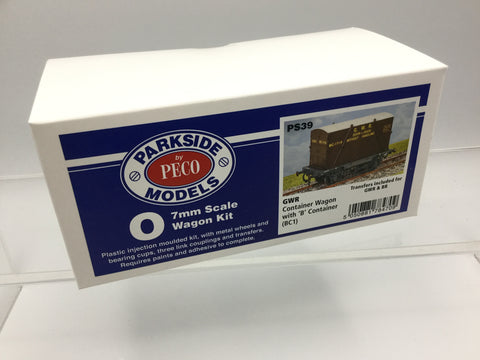 PARKSIDE
by
PECO
MODELS
O
7mm Scale
Wagon Kit
Plastic injection moulded kit, with metal wheels and
bearing cups, three link couplings and transfers.
Requires paints and adhesive to complete.
PS39
G W R
GWR
Container Wagon
with "B" Container
(BC1)
Transfers included for
GWR & BR